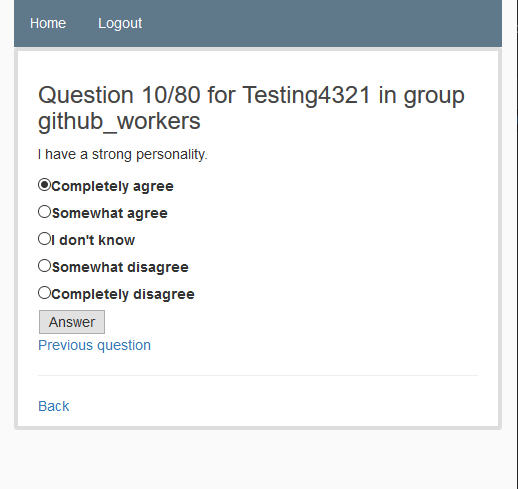 Home Logout
Question 10/80 for Testing4321 in group
github_workers
I have a strong personality.
Completely agree
Somewhat agree
I don't know
Somewhat disagree
Completely disagree
Answer
Previous question
Back